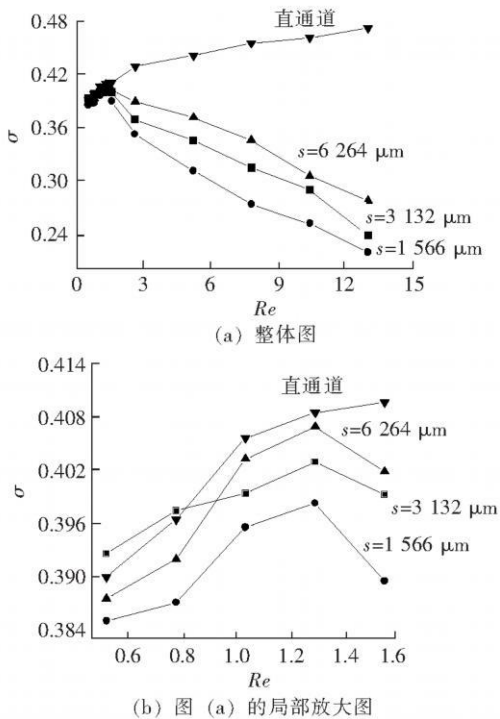 0.48
直通道
0.42
0.36
σ
s=6 264 μm
0.30
s=3 132 μm
0.24
s=1 566 μm
0 3 6 9 12 15
Re
(a) 整体图
0.414
直通道
0.408
s=6 264 μm
0.402
σ
s=3 132 μm
0.396
s=1 566 μm
0.390
0.384
0.6 0.8 1.0 1.2 1.4 1.6
Re
(b) 图 (a) 的局部放大图